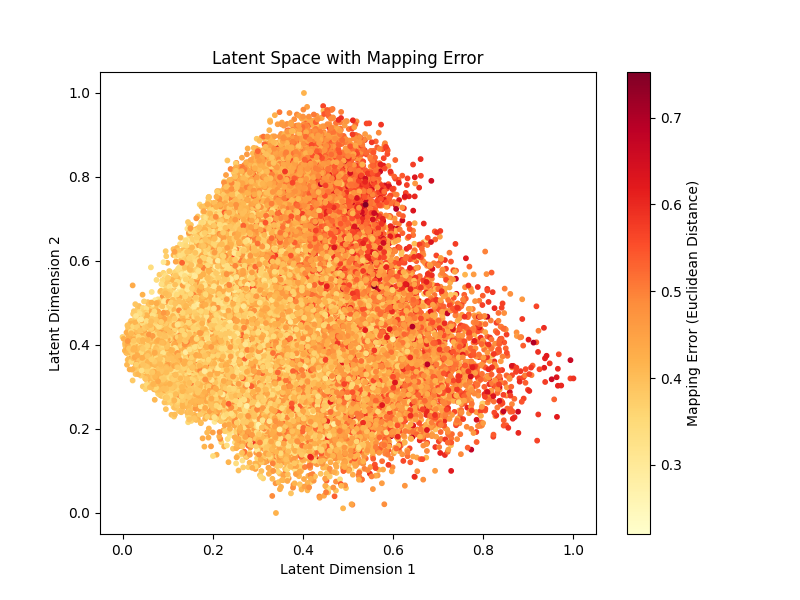 Latent Space with Mapping Error
1.0
0.8
0.6
0.4
0.2
0.0
Latent Dimension 2
0.0 0.2 0.4 0.6 0.8 1.0
Latent Dimension 1
0.7
0.6
0.5
0.4
0.3
Mapping Error (Euclidean Distance)